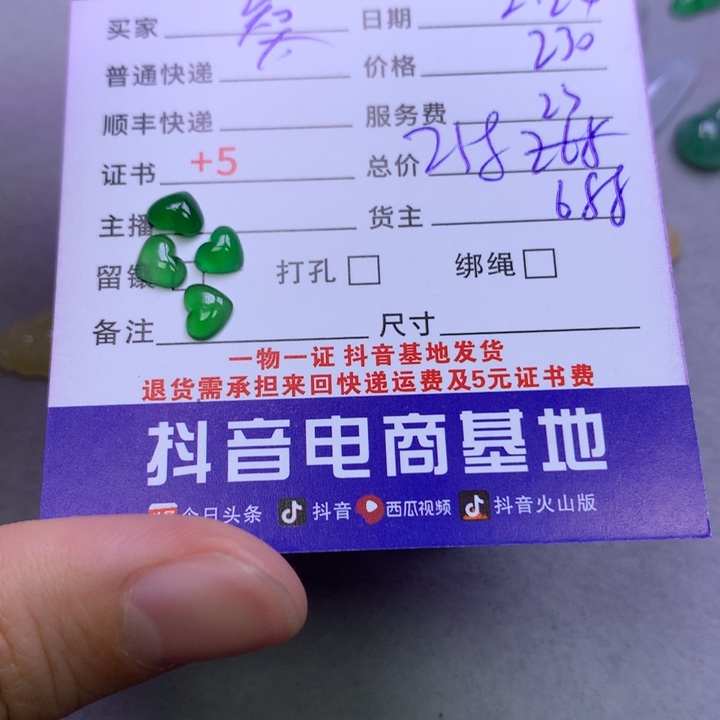 买家 日期
普通快递 价格 230
顺丰快递 服务费 23
证书 +5 总价 258 268
主播 货主 688
留 打孔 绑绳
备注 尺寸
一物一证 抖音基地发货
退货需承担来回快递运费及5元证书费
抖音电商基地
今日头条 抖音 西瓜视频 抖音火山版